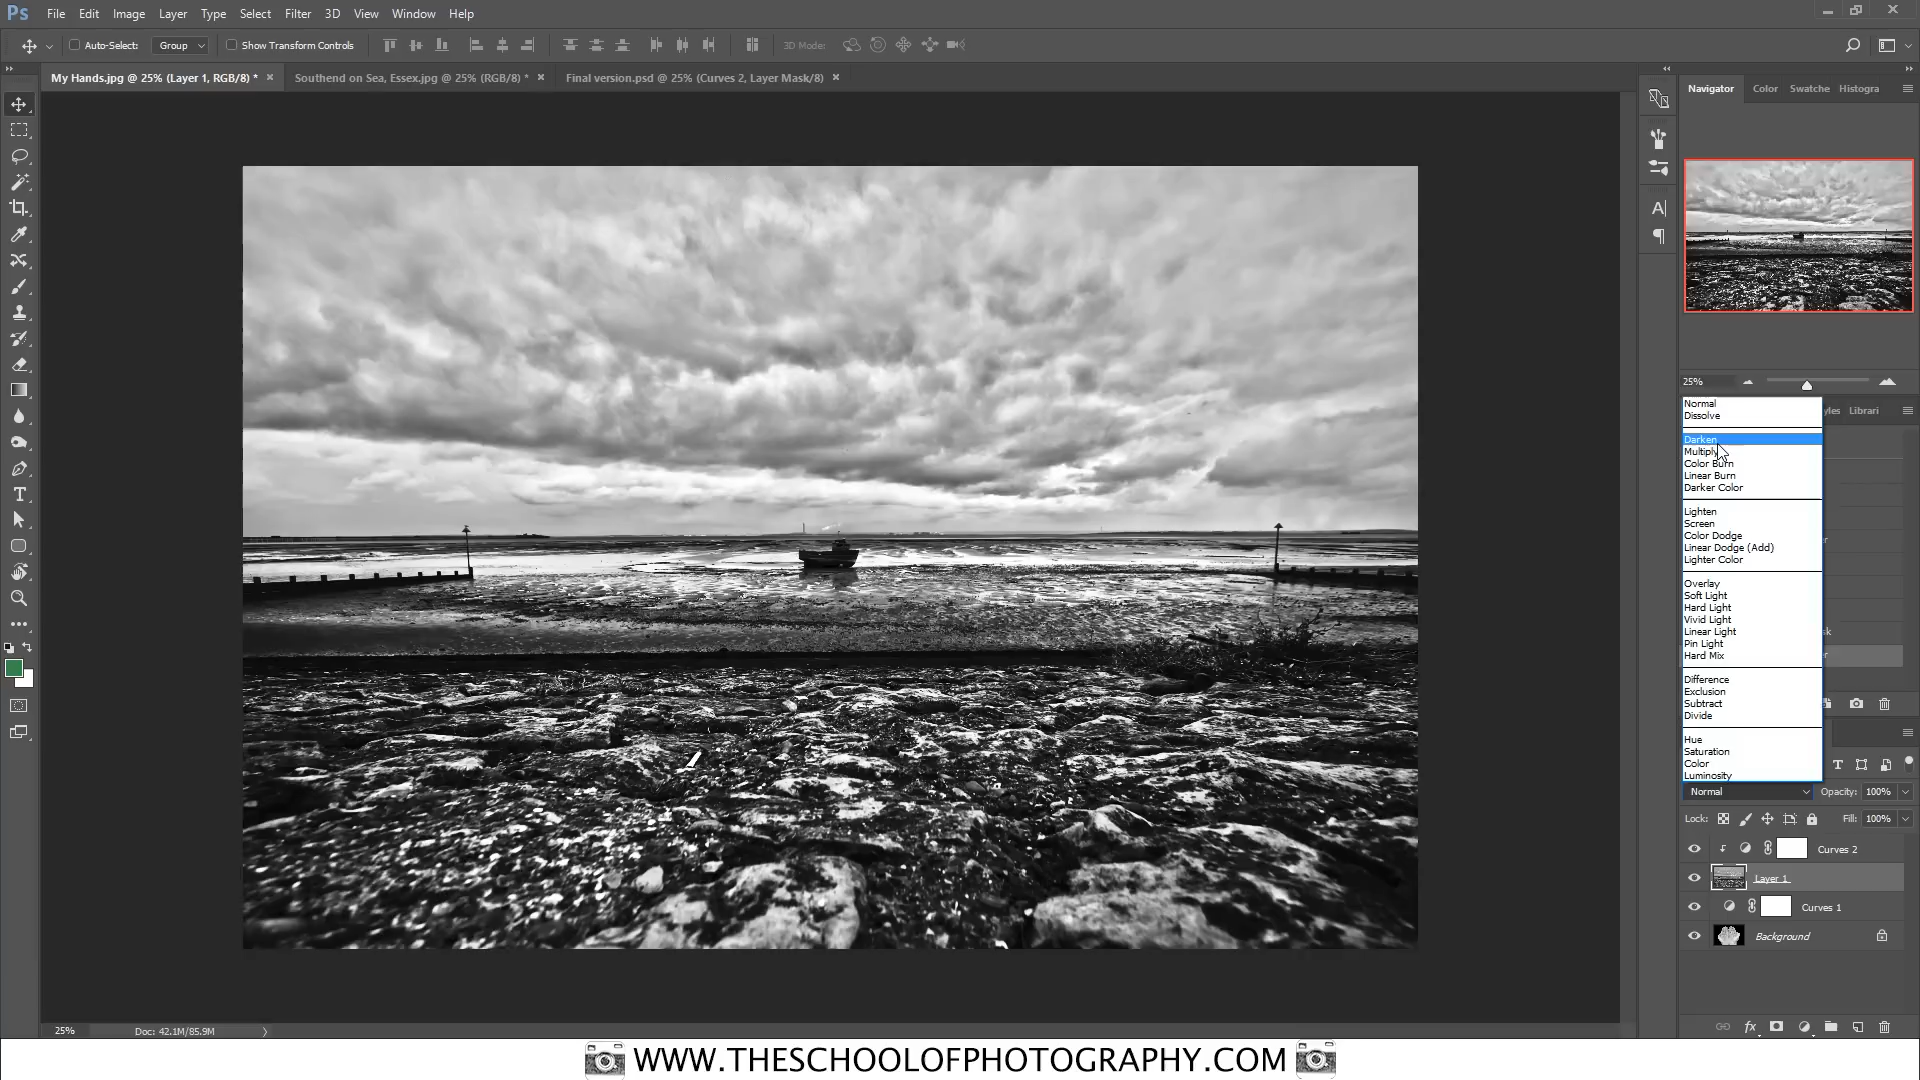 Ps File Edit Image Layer Type Select Filter 3D View Window Help
Auto-Select: Group Show Transform Controls 3D Mode:
My Hands.jpg @ 25% (Layer 1, RGB/8) * Southend on Sea, Essex.jpg @ 25% (RGB/8) * Final version.psd @ 25% (Curves 2, Layer Mask/8)
Navigator Color Swatche Histogra
25%
Normal
Dissolve
yles Librari
Darken
Multiply
Color Burn
Linear Burn
Darker Color
Lighten
Screen
Color Dodge
Linear Dodge (Add)
Lighter Color
Overlay
Soft Light
Hard Light
Vivid Light
Linear Light
Pin Light
Hard Mix
Difference
Exclusion
Subtract
Divide
Hue
Saturation
Color
Luminosity
Normal Opacity: 100%
Lock: Fill: 100%
Curves 2
Layer 1
Curves 1
Background
25% Doc: 42.1M/85.9M
WWW.THESCHOOLOFPHOTOGRAPHY.COM